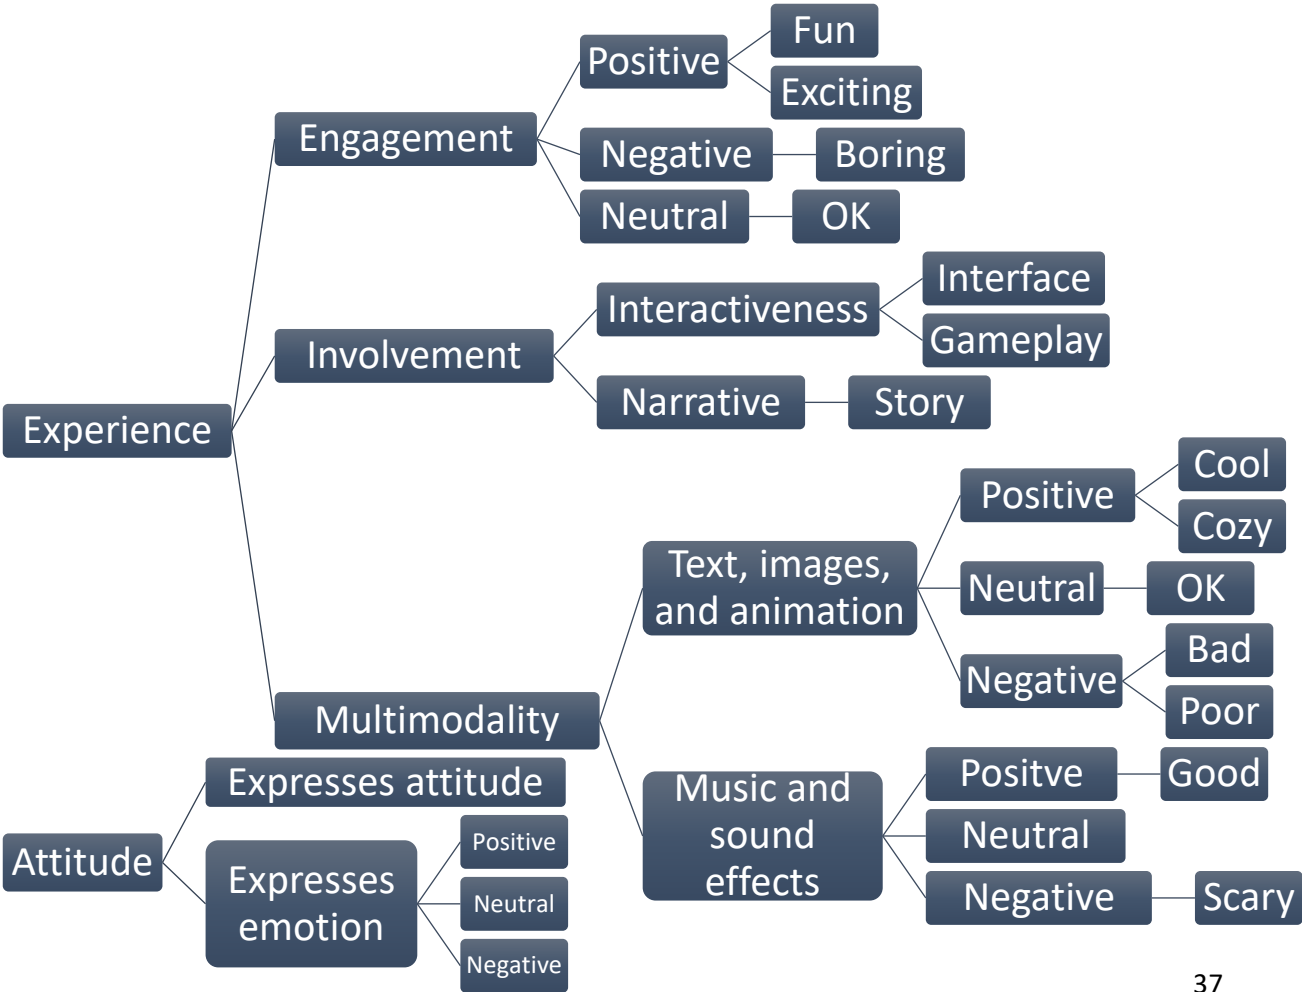 Experience
Engagement
Positive
Fun
Exciting
Negative
Boring
Neutral
OK
Involvement
Interactiveness
Interface
Gameplay
Narrative
Story
Multimodality
Text, images,
and animation
Positive
Cool
Cozy
Neutral
OK
Negative
Bad
Poor
Music and
sound
effects
Positve
Good
Neutral
Negative
Scary
Attitude
Expresses attitude
Expresses
emotion
Positive
Neutral
Negative
37